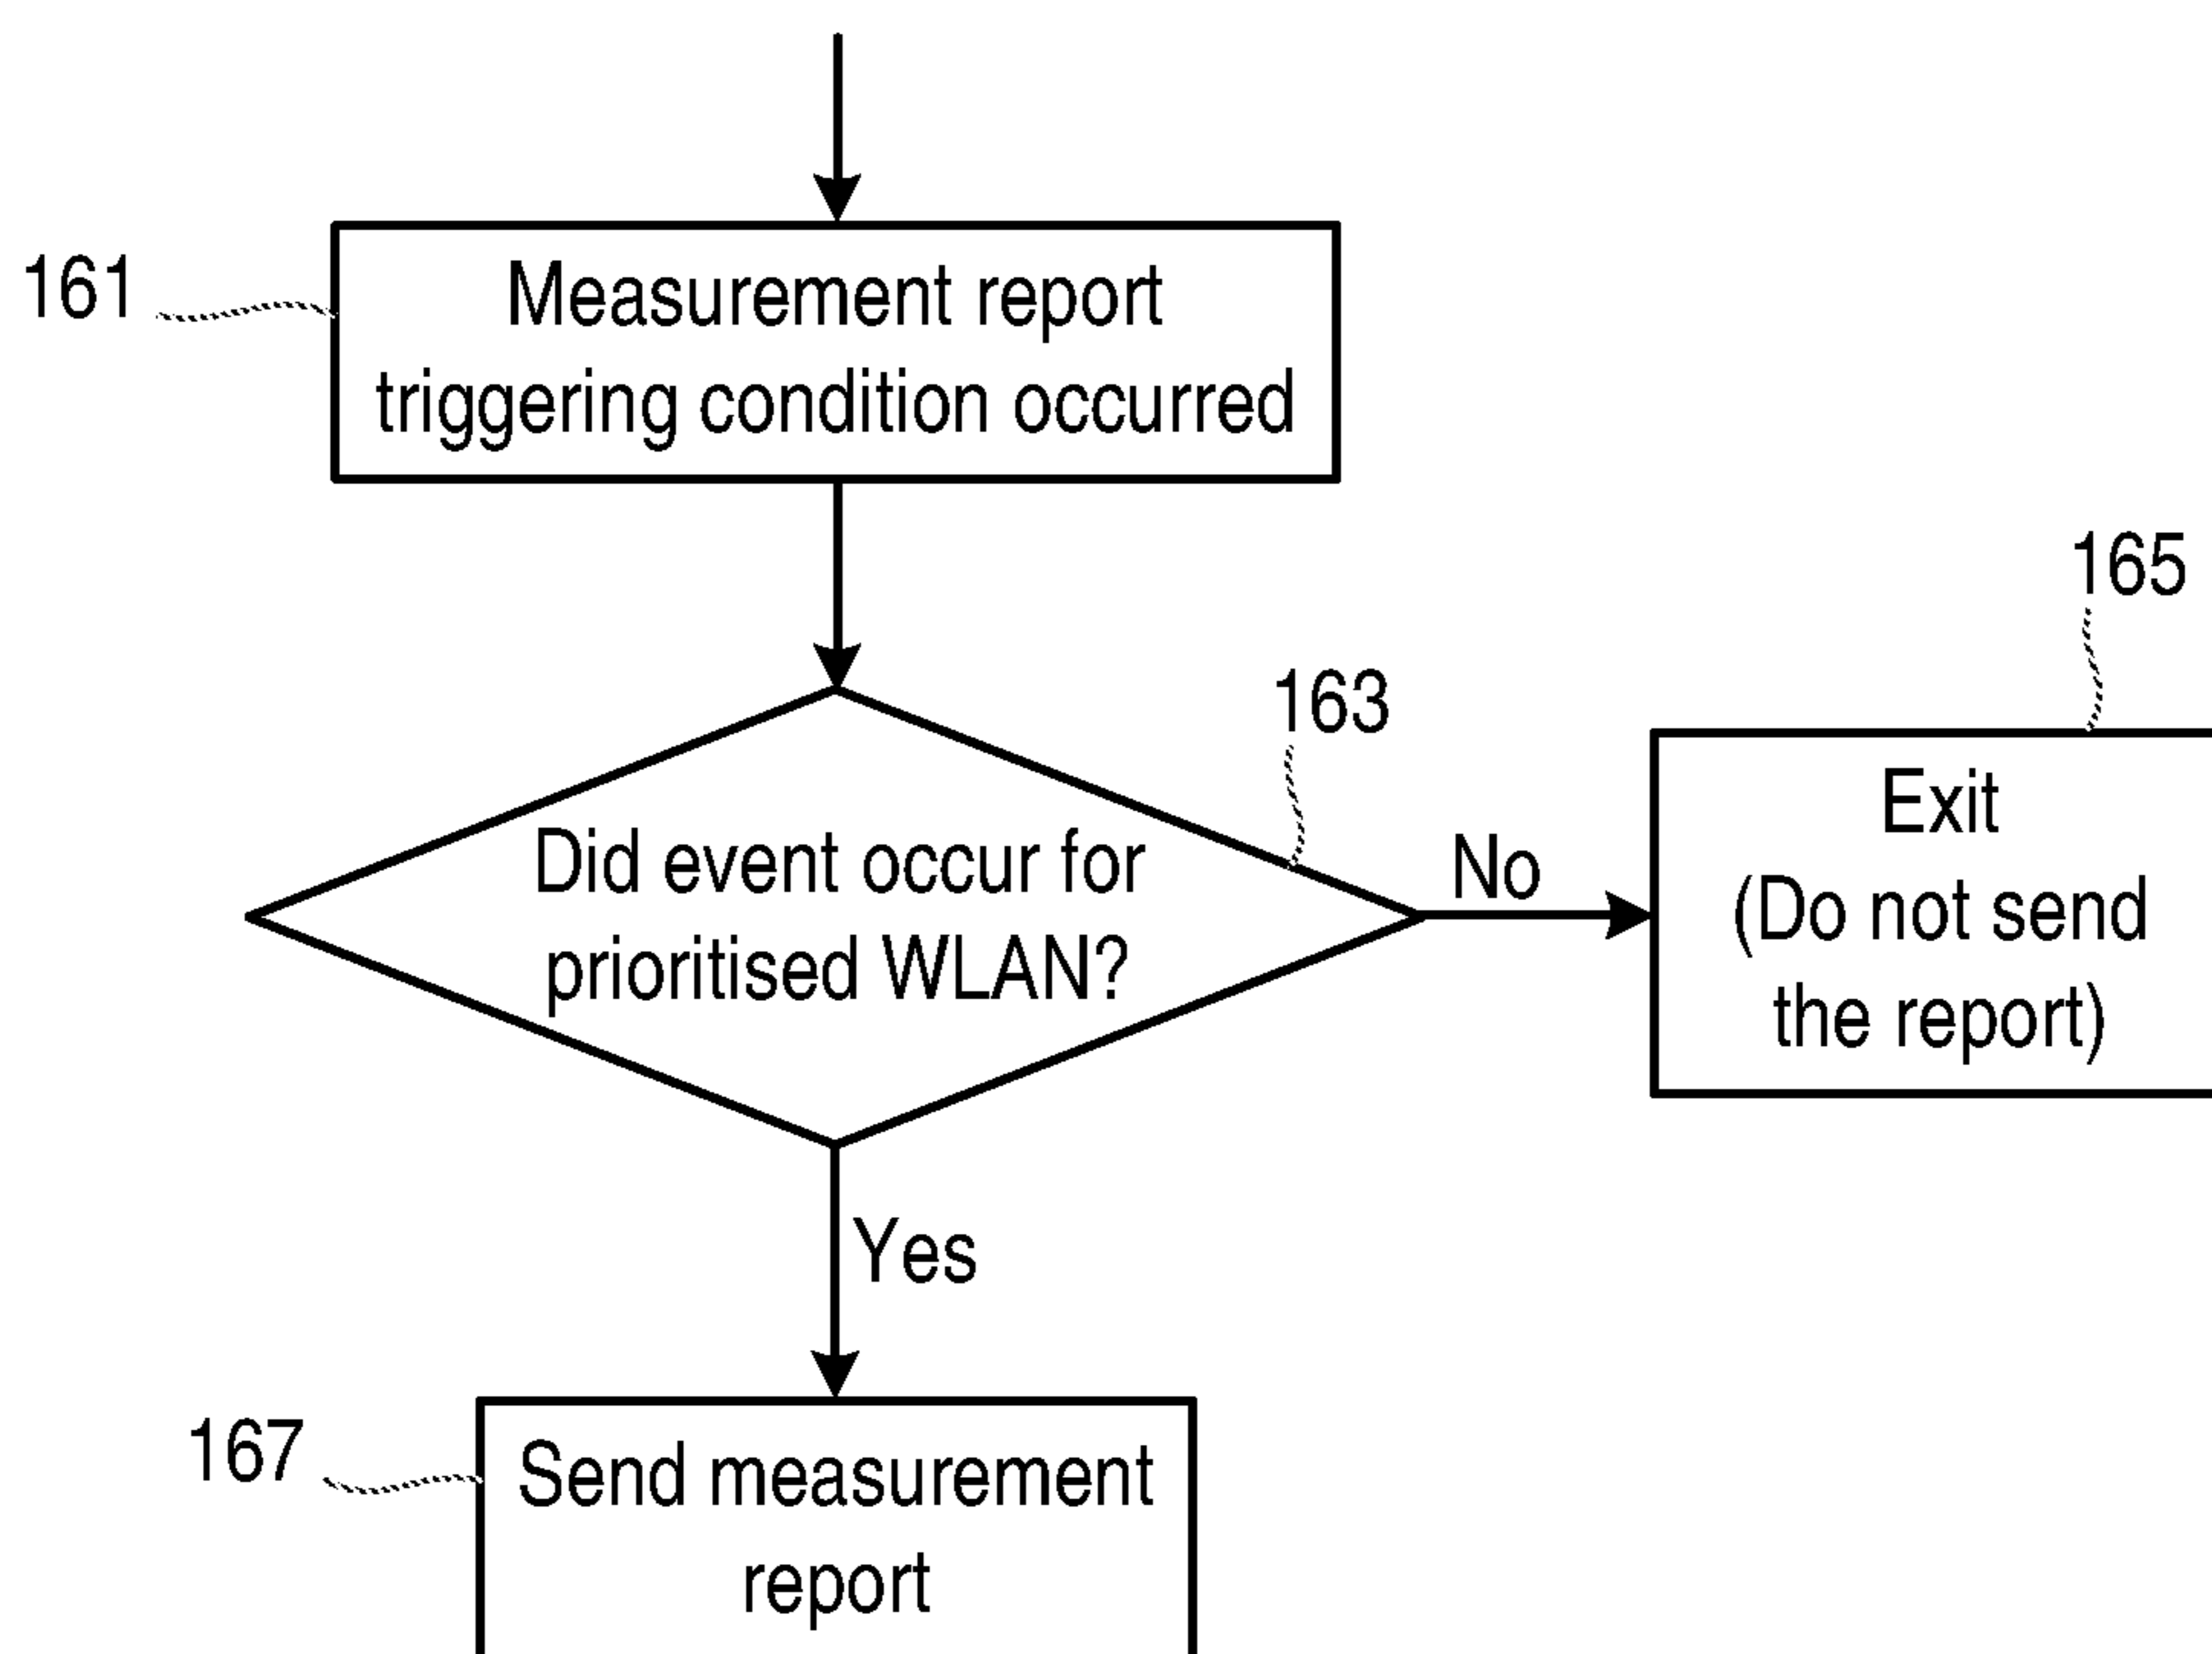 161
Measurement report
triggering condition occurred
165
163
Did event occur for
prioritised WLAN?
No
Exit
(Do not send
the report)
Yes
167
Send measurement
report